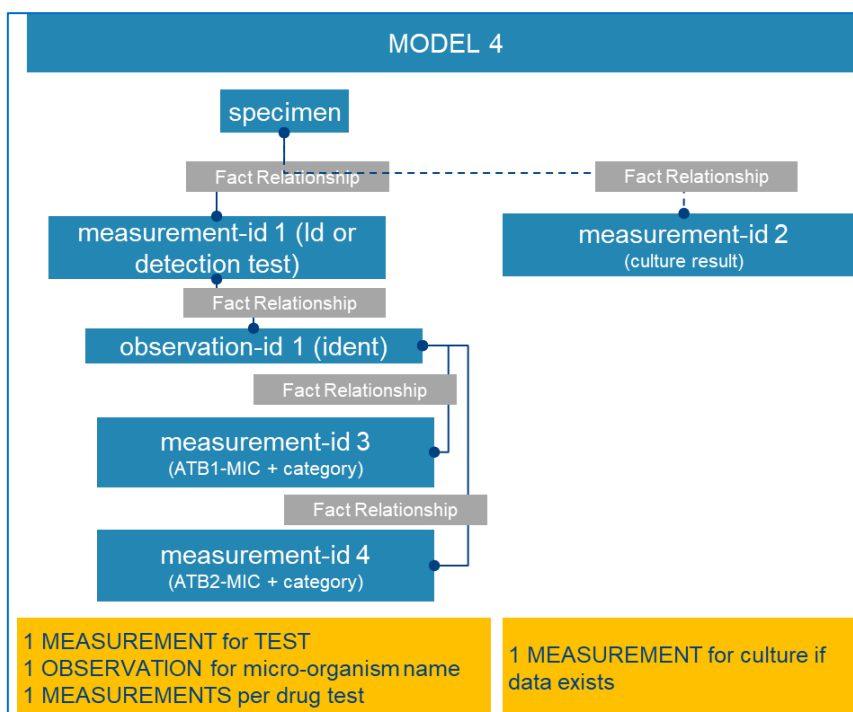 MODEL 4
specimen
Fact Relationship
Fact Relationship
measurement-id 1 (Id or
detection test)
measurement-id 2
(culture result)
Fact Relationship
observation-id 1 (ident)
Fact Relationship
measurement-id 3
(ATB1-MIC + category)
Fact Relationship
measurement-id 4
(ATB2-MIC + category)
1 MEASUREMENT for TEST
1 OBSERVATION for micro-organism name
1 MEASUREMENTS per drug test
1 MEASUREMENT for culture if
data exists